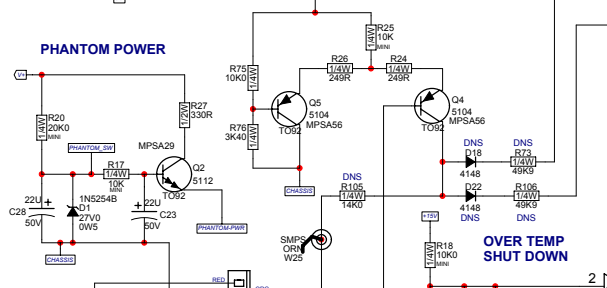 PHANTOM POWER
V+
R20
20K0
MINI
1/4W
PHANTOM_SW
R17
1/4W
10K
MINI
MPSA29
R27
330R
1/2W
Q2
5112
TO92
22U
C28
50V
1N5254B
D1
27V0
0W5
22U
C23
50V
PHANTOM-PWR
CHASSIS
R75
10K0
1/4W
R76
3K40
1/4W
Q5
5104
MPSA56
TO92
CHASSIS
R26
1/4W
249R
R25
10K
MINI
1/4W
R24
1/4W
249R
Q4
5104
MPSA56
TO92
DNS
D18
4148
DNS
R73
1/4W
49K9
DNS
R105
1/4W
14K0
D22
4148
DNS
R106
1/4W
49K9
DNS
SMPS
ORN
W25
+15V
R18
10K0
MINI
1/4W
OVER TEMP
SHUT DOWN
RED
2